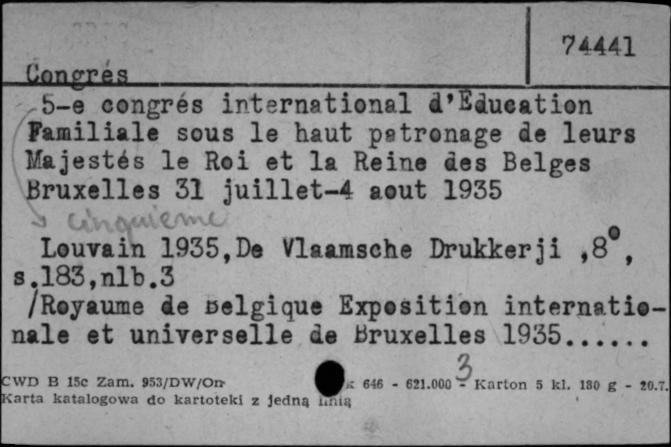 74441
Congrés
5-e congrés international d'Education
Familiale sous le haut patronage de leurs
Majestés le Roi et la Reine des Belges
Bruxelles 31 juillet-4 aout 1935
cinquieme
Louvain 1935,De Vlaamsche Drukkerji ,8°,
s.183,nlb.3
/Royaume de Belgique Exposition internatio-
nale et universelle de Bruxelles 1935......
3
CWD B 15c Zam. 953/DW/On 646 - 621.000 - Karton 5 kl. 180 g - 20.7.
Karta katalogowa do kartoteki z jedną linią